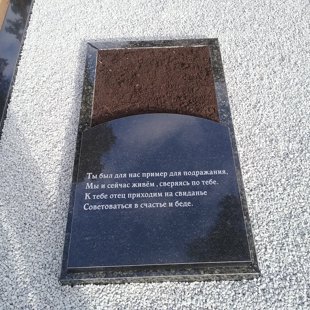 Ты был для нас пример для подражания,
Мы и сейчас живём , сверяясь по тебе.
К тебе отец приходим на свиданье
Советоваться в счастье и беде.